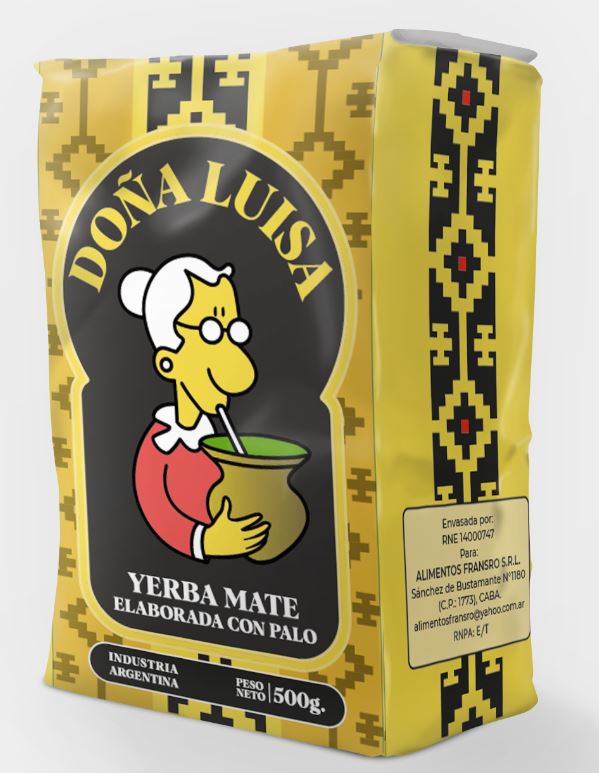 DOÑA LUISA
YERBA MATE
ELABORADA CON PALO
INDUSTRIA
ARGENTINA
PESO
NETO
500g.
Envasada por:
RNE 14000747
Para:
ALIMENTOS FRANSRO S.R.L.
Sánchez de Bustamante N°1180
(C.P.: 1773), CABA.
alimentosfransro@yahoo.com.ar
RNPA: E/T